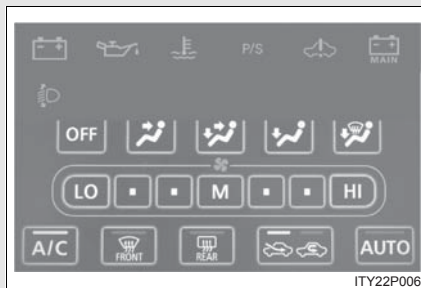 P/S
MAIN
OFF
LO M HI
A/C FRONT REAR AUTO
ITY22P006